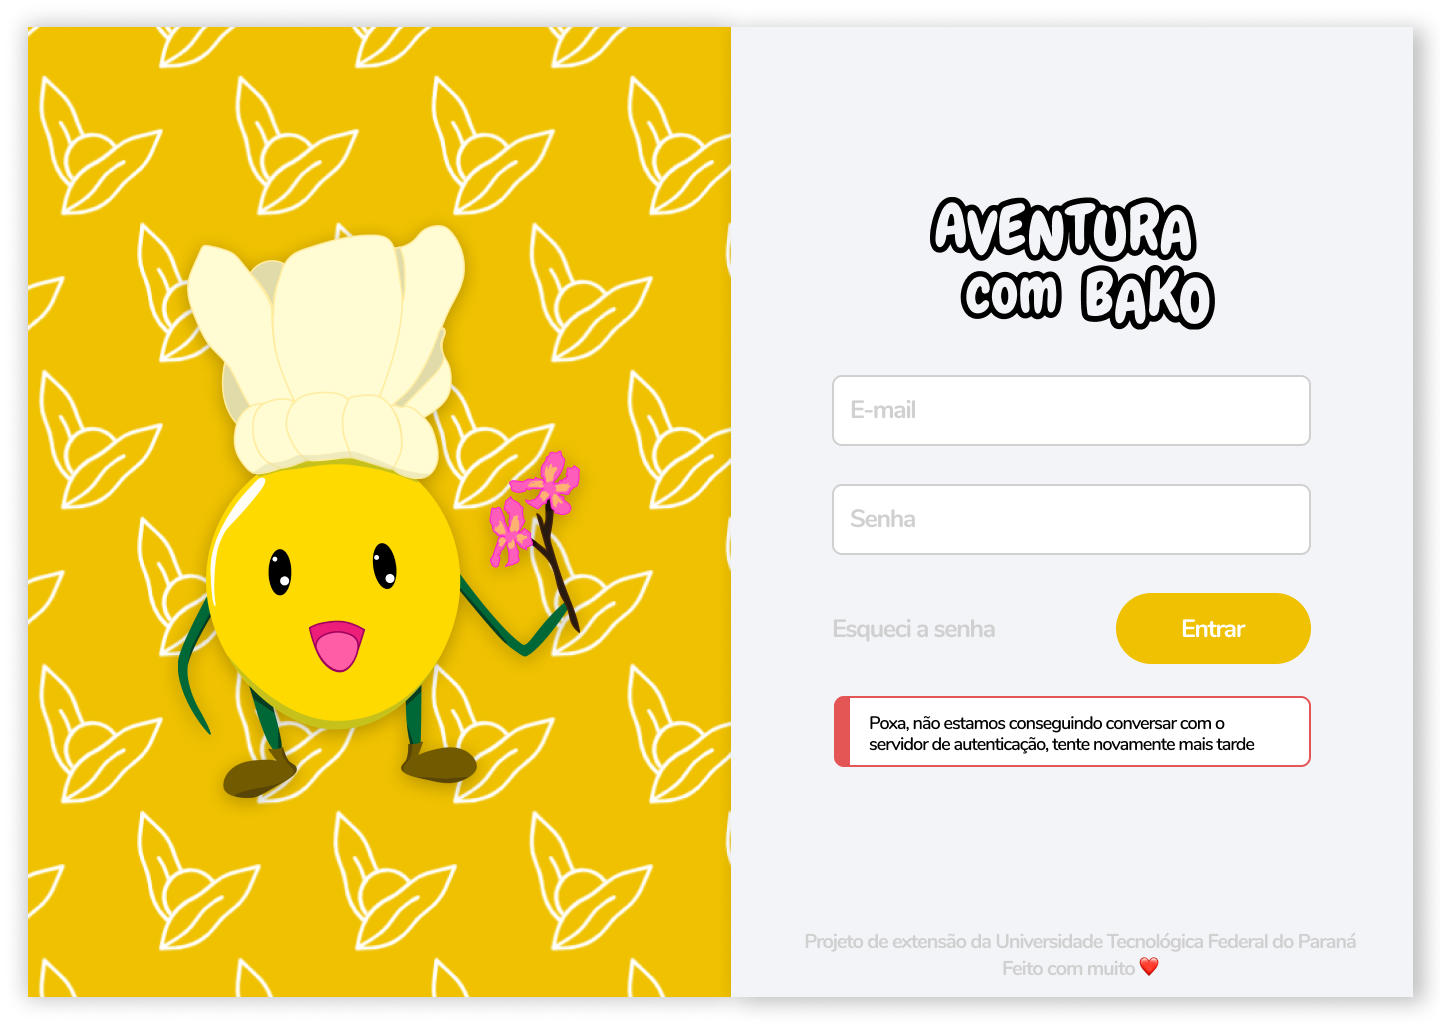 AVENTURA
com BAKO
E-mail
Senha
Esqueci a senha
Entrar
Poxa, não estamos conseguindo conversar com o
servidor de autenticação, tente novamente mais tarde
Projeto de extensão da Universidade Tecnológica Federal do Paraná
Feito com muito ❤️